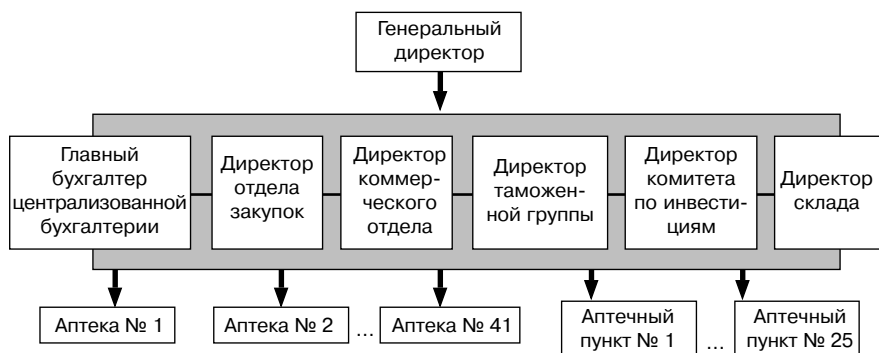 Генеральный
директор
Главный
бухгалтер
централизованной
бухгалтерии
Директор
отдела
закупок
Директор
коммер-
ческого
отдела
Директор
таможен-
ной группы
Директор
комитета
по инвести-
циям
Директор
склада
Аптека № 1
Аптека № 2
...
Аптека № 41
Аптечный
пункт № 1
...
Аптечный
пункт № 25